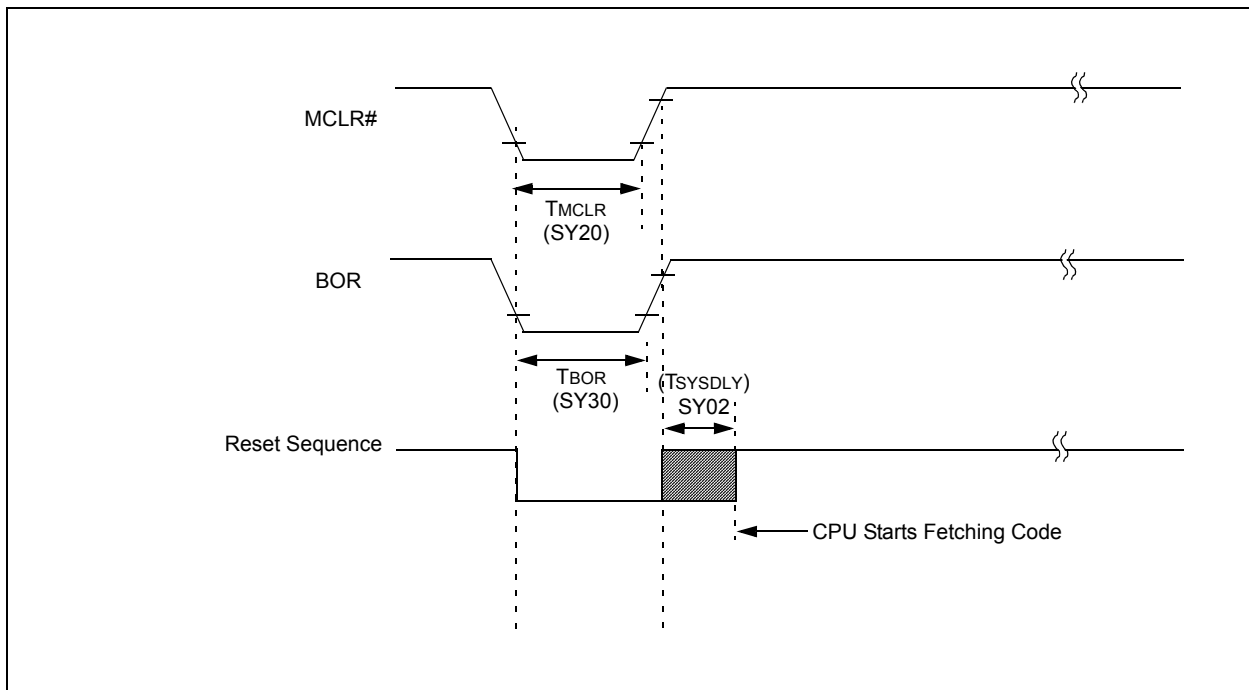 MCLR#
TMCLR
(SY20)
BOR
TBOR
(SY30)
(TSYSDLY)
SY02
Reset Sequence
CPU Starts Fetching Code